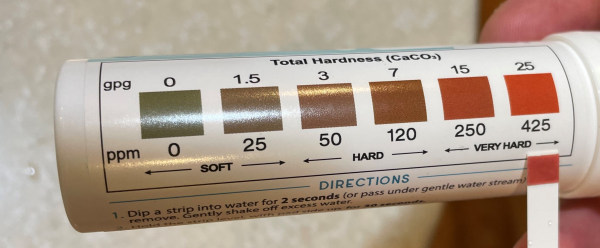 Total Hardness (CaCO₃)
gpg 0 1.5 3 7 15 25
ppm 0 25 50 120 250 425
SOFT HARD VERY HARD
DIRECTIONS
1. Dip a strip into water for 2 seconds (or pass under gentle water stream)
remove. Gently shake off excess water.